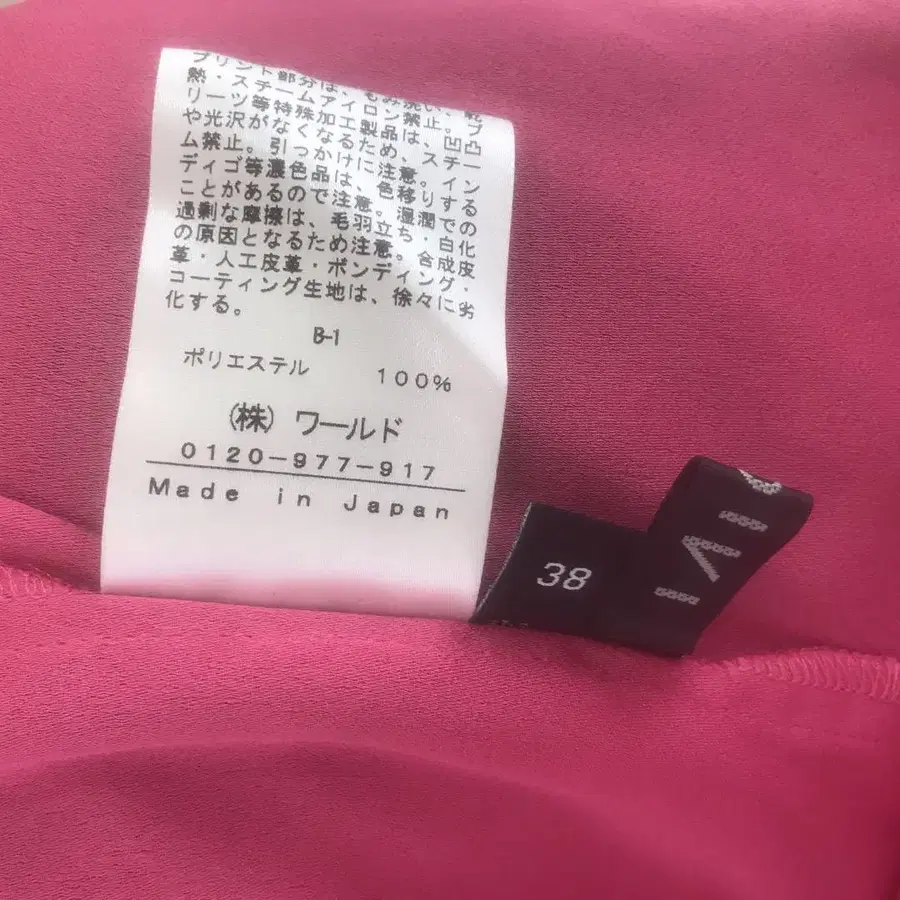 プリント部分は、もみ洗い、乾
熱・スチームアイロン禁止。プ
リーツ等特殊加工製品は、凹凸
や光沢がなくなるため、スチー
ム禁止。引っかけに注意。イン
ディゴ等濃色品は、色移りする
ことがあるので注意。湿潤での
過剰な摩擦は、毛羽立ち・白化
の原因となるため注意。合成皮
革・人工皮革・ボンディング・
コーティング生地は、徐々に劣
化する。
B-1
ポリエステル 100%
(株) ワールド
0120-977-917
Made in Japan
38